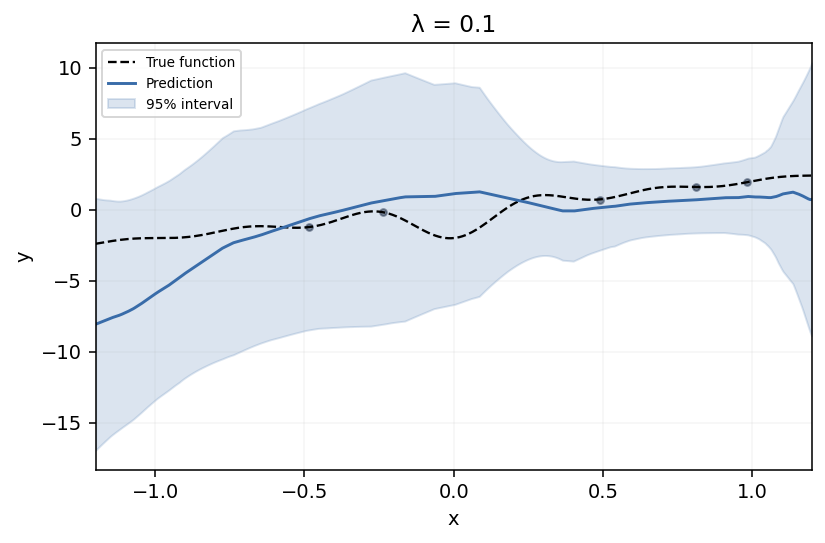 λ = 0.1
True function
Prediction
95% interval
10
5
0
−5
−10
−15
y
−1.0 −0.5 0.0 0.5 1.0
x